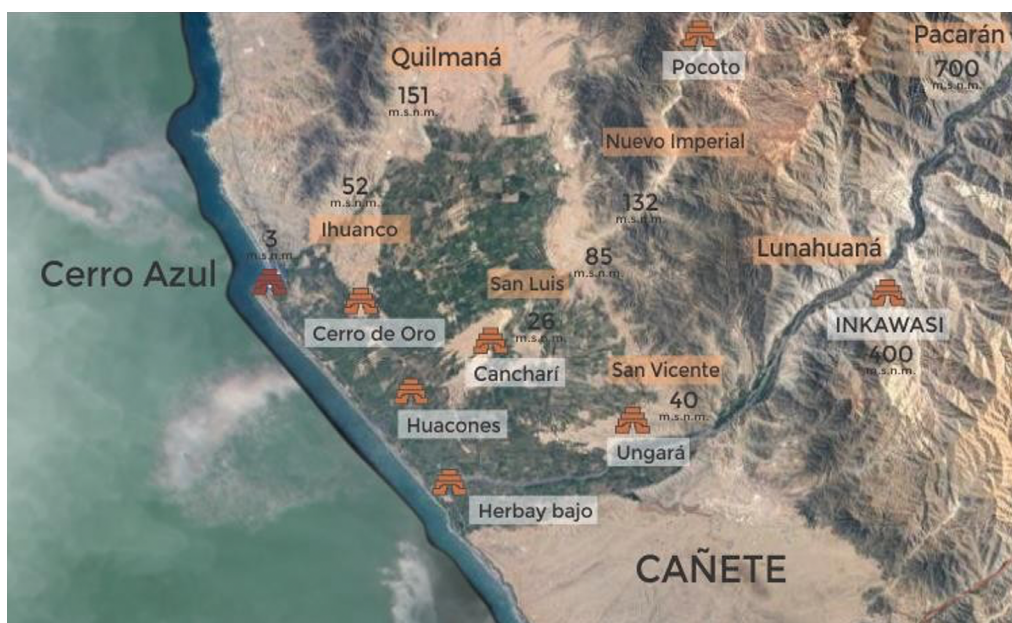 Pacarán
700
m.s.n.m.
Quilmaná
151
m.s.n.m.
Pocoto
Nuevo Imperial
132
m.s.n.m.
52
m.s.n.m.
Ihuanco
3
m.s.n.m.
Cerro Azul
Lunahuaná
85
m.s.n.m.
San Luis
26
m.s.n.m.
Cerro de Oro
Cancharí
INKAWASI
400
m.s.n.m.
San Vicente
40
m.s.n.m.
Huacones
Ungará
Herbay bajo
CAÑETE